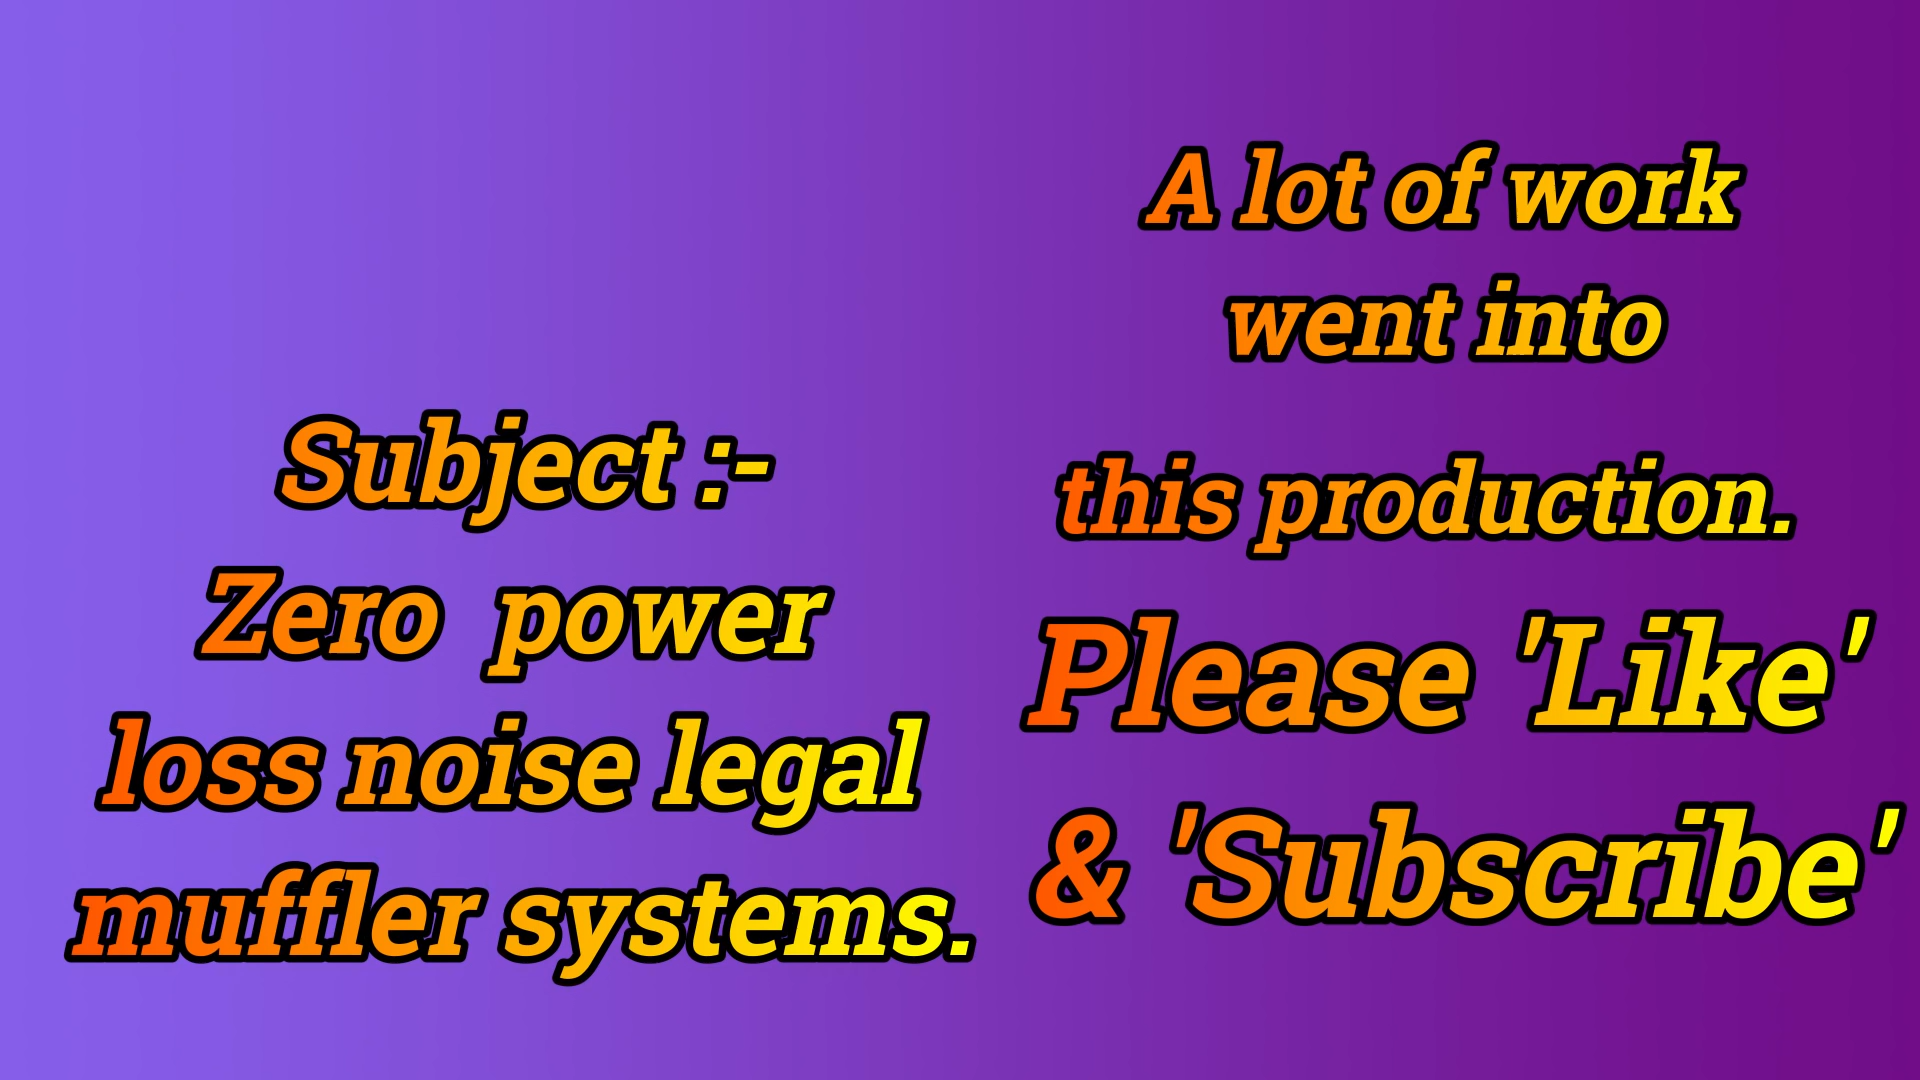 Subject :-
Zero  power
loss noise legal
muffler systems.
A lot of work
went into
this production.
Please 'Like'
& 'Subscribe'